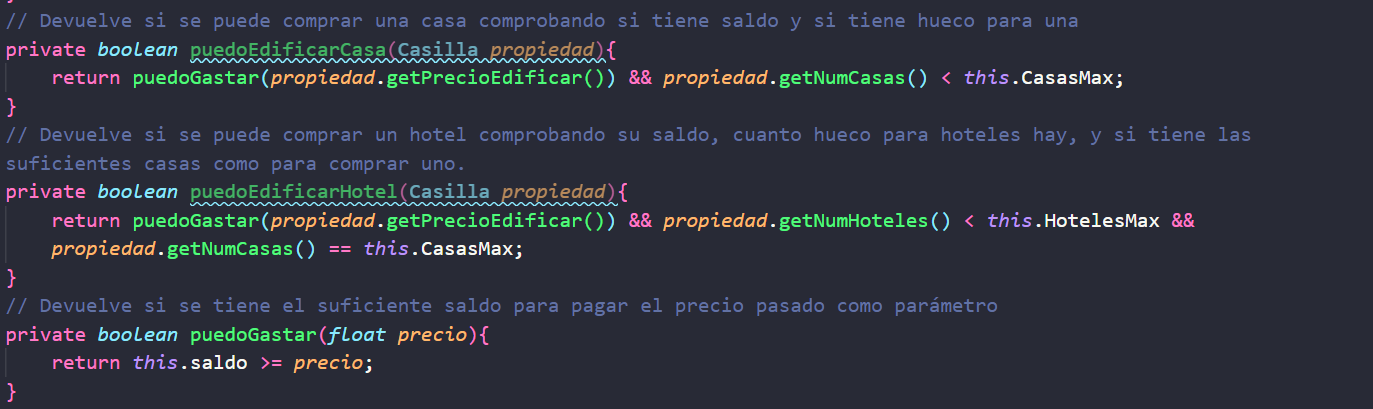 // Devuelve si se puede comprar una casa comprobando si tiene saldo y si tiene hueco para una
private boolean puedoEdificarCasa(Casilla propiedad){
return puedoGastar(propiedad.getPrecioEdificar()) && propiedad.getNumCasas() < this.CasasMax;
}
// Devuelve si se puede comprar un hotel comprobando su saldo, cuanto hueco para hoteles hay, y si tiene las
suficientes casas como para comprar uno.
private boolean puedoEdificarHotel(Casilla propiedad){
return puedoGastar(propiedad.getPrecioEdificar()) && propiedad.getNumHoteles() < this.HotelesMax &&
propiedad.getNumCasas() == this.CasasMax;
}
// Devuelve si se tiene el suficiente saldo para pagar el precio pasado como parámetro
private boolean puedoGastar(float precio){
return this.saldo >= precio;
}